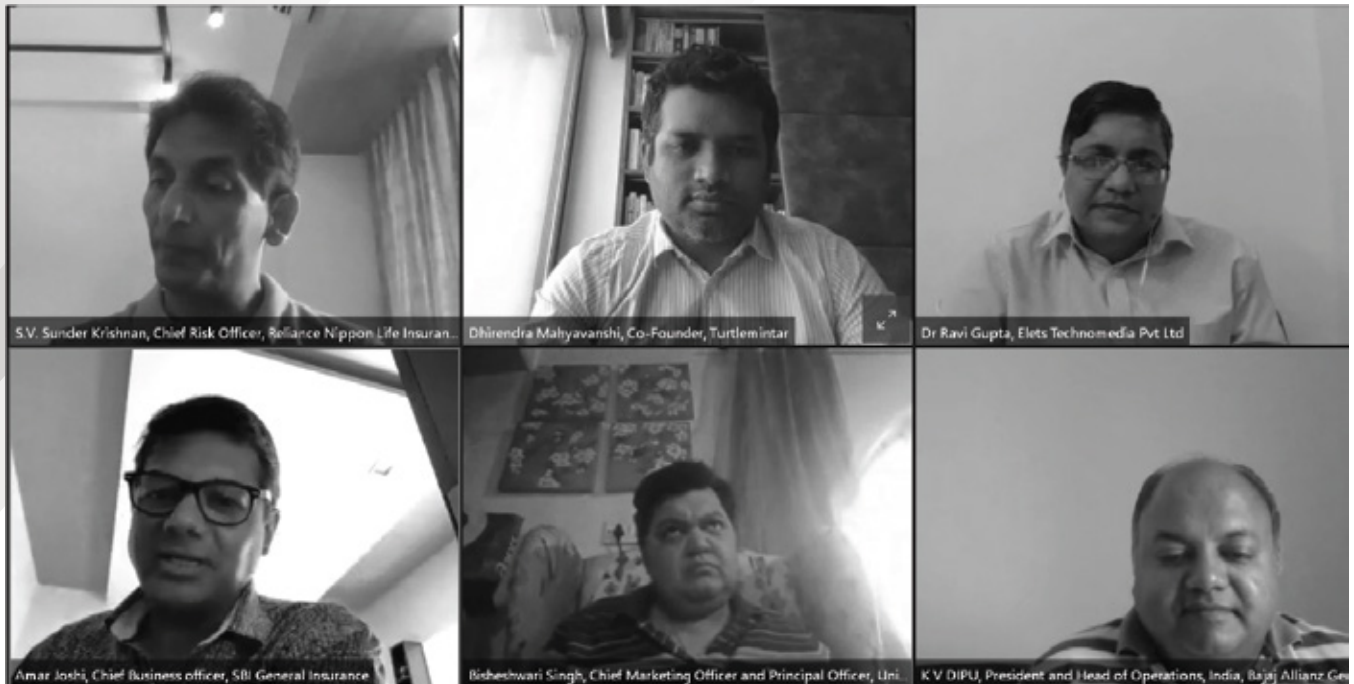 S.V. Sunder Krishnan, Chief Risk Officer, Reliance Nippon Life Insuran...
Dhirendra Mahyavanshi, Co-Founder, Turtlemintar
Dr Ravi Gupta, Elets Technomedia Pvt Ltd
Amar Joshi, Chief Business officer, SBI General Insurance
Bisheshwari Singh, Chief Marketing Officer and Principal Officer, Uni...
K V DIPU, President and Head of Operations, India, Bajaj Allianz Ge